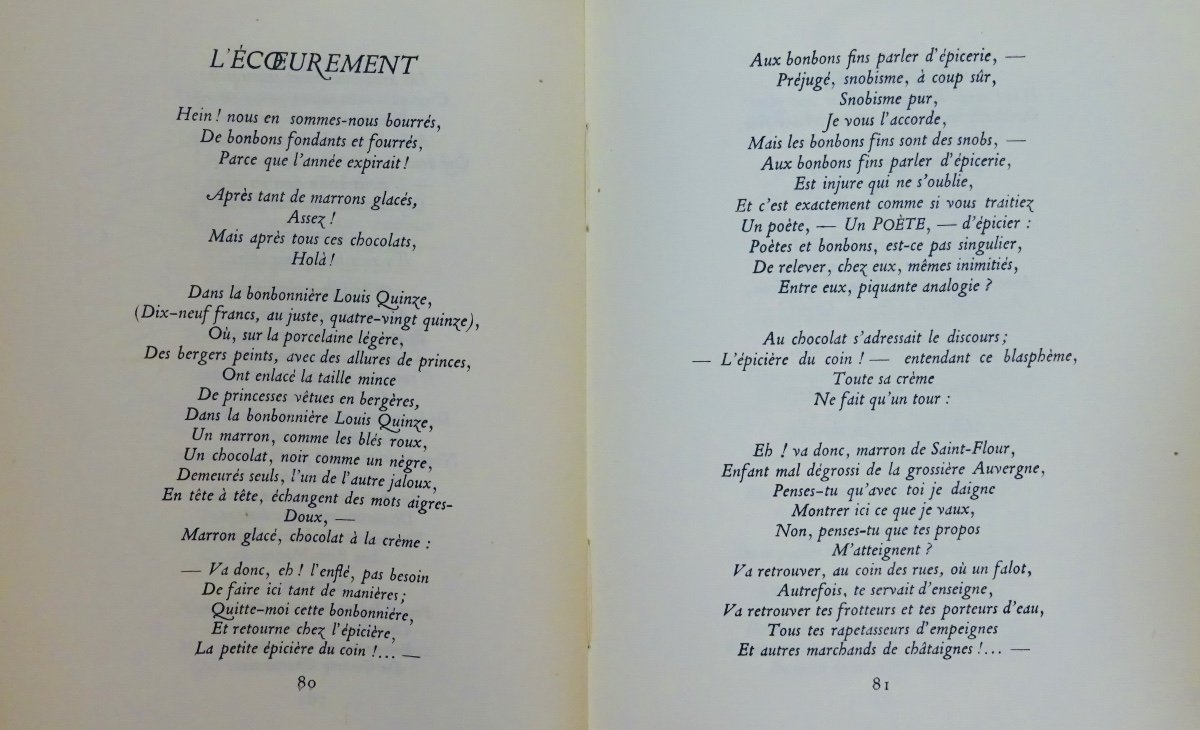 L'ÉCŒUREMENT
Hein ! nous en sommes-nous bourrés,
De bonbons fondants et fourrés,
Parce que l'année expirait !
Après tant de marrons glacés,
Assez !
Mais après tous ces chocolats,
Holà !
Dans la bonbonnière Louis Quinze,
(Dix-neuf francs, au juste, quatre-vingt quinze),
Où, sur la porcelaine légère,
Des bergers peints, avec des allures de princes,
Ont enlacé la taille mince
De princesses vêtues en bergères,
Dans la bonbonnière Louis Quinze,
Un marron, comme les blés roux,
Un chocolat, noir comme un nègre,
Demeurés seuls, l'un de l'autre jaloux,
En tête à tête, échangent des mots aigres-
Doux, —
Marron glacé, chocolat à la crème :
— Va donc, eh ! l'enflé, pas besoin
De faire ici tant de manières ;
Quitte-moi cette bonbonnière,
Et retourne chez l'épicière,
La petite épicière du coin !... —
80
Aux bonbons fins parler d'épicerie, —
Préjugé, snobisme, à coup sûr,
Snobisme pur,
Je vous l'accorde,
Mais les bonbons fins sont des snobs, —
Aux bonbons fins parler d'épicerie,
Est injure qui ne s'oublie,
Et c'est exactement comme si vous traitiez
Un poète, — Un POÈTE, — d'épicier :
Poètes et bonbons, est-ce pas singulier,
De relever, chez eux, mêmes inimitiés,
Entre eux, piquante analogie ?
Au chocolat s'adressait le discours ;
— L'épicière du coin ! — entendant ce blasphème,
Toute sa crème
Ne fait qu'un tour :
Eh ! va donc, marron de Saint-Flour,
Enfant mal dégrossi de la grossière Auvergne,
Penses-tu qu'avec toi je daigne
Montrer ici ce que je vaux,
Non, penses-tu que tes propos
M'atteignent ?
Va retrouver, au coin des rues, où un falot,
Autrefois, te servait d'enseigne,
Va retrouver tes frotteurs et tes porteurs d'eau,
Tous tes rapetasseurs d'empeignes
Et autres marchands de châtaignes !... —
81